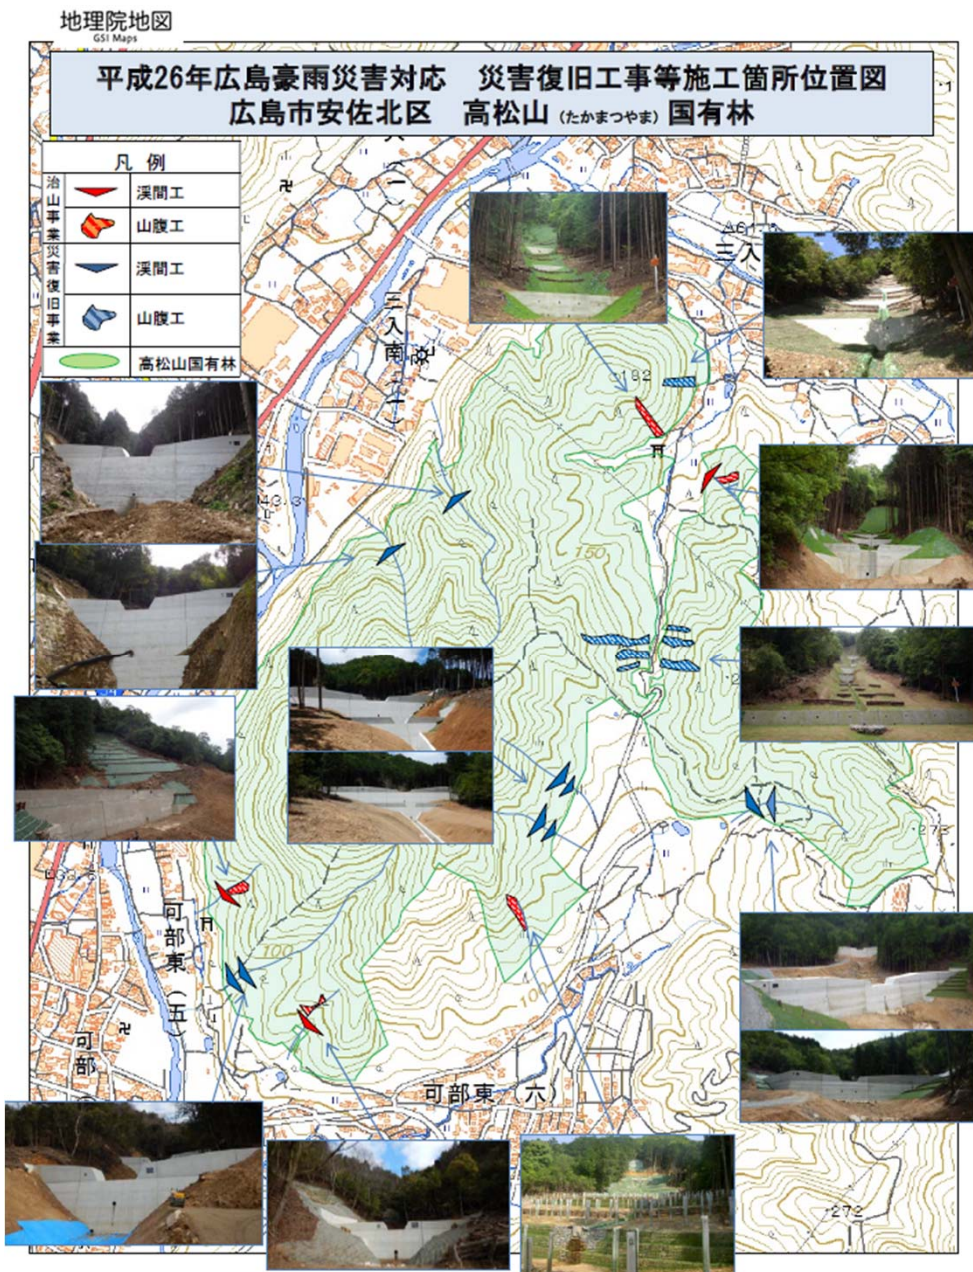 地理院地図
GSI Maps
平成26年広島豪雨災害対応 災害復旧工事等施工箇所位置図
広島市安佐北区 高松山(たかまつやま)国有林
凡 例
治山事業
渓間工
山腹工
災害復旧事業
渓間工
山腹工
高松山国有林
三入
三入南(一)
182
150
100
273
可部東(五)
可部
可部東(六)
272